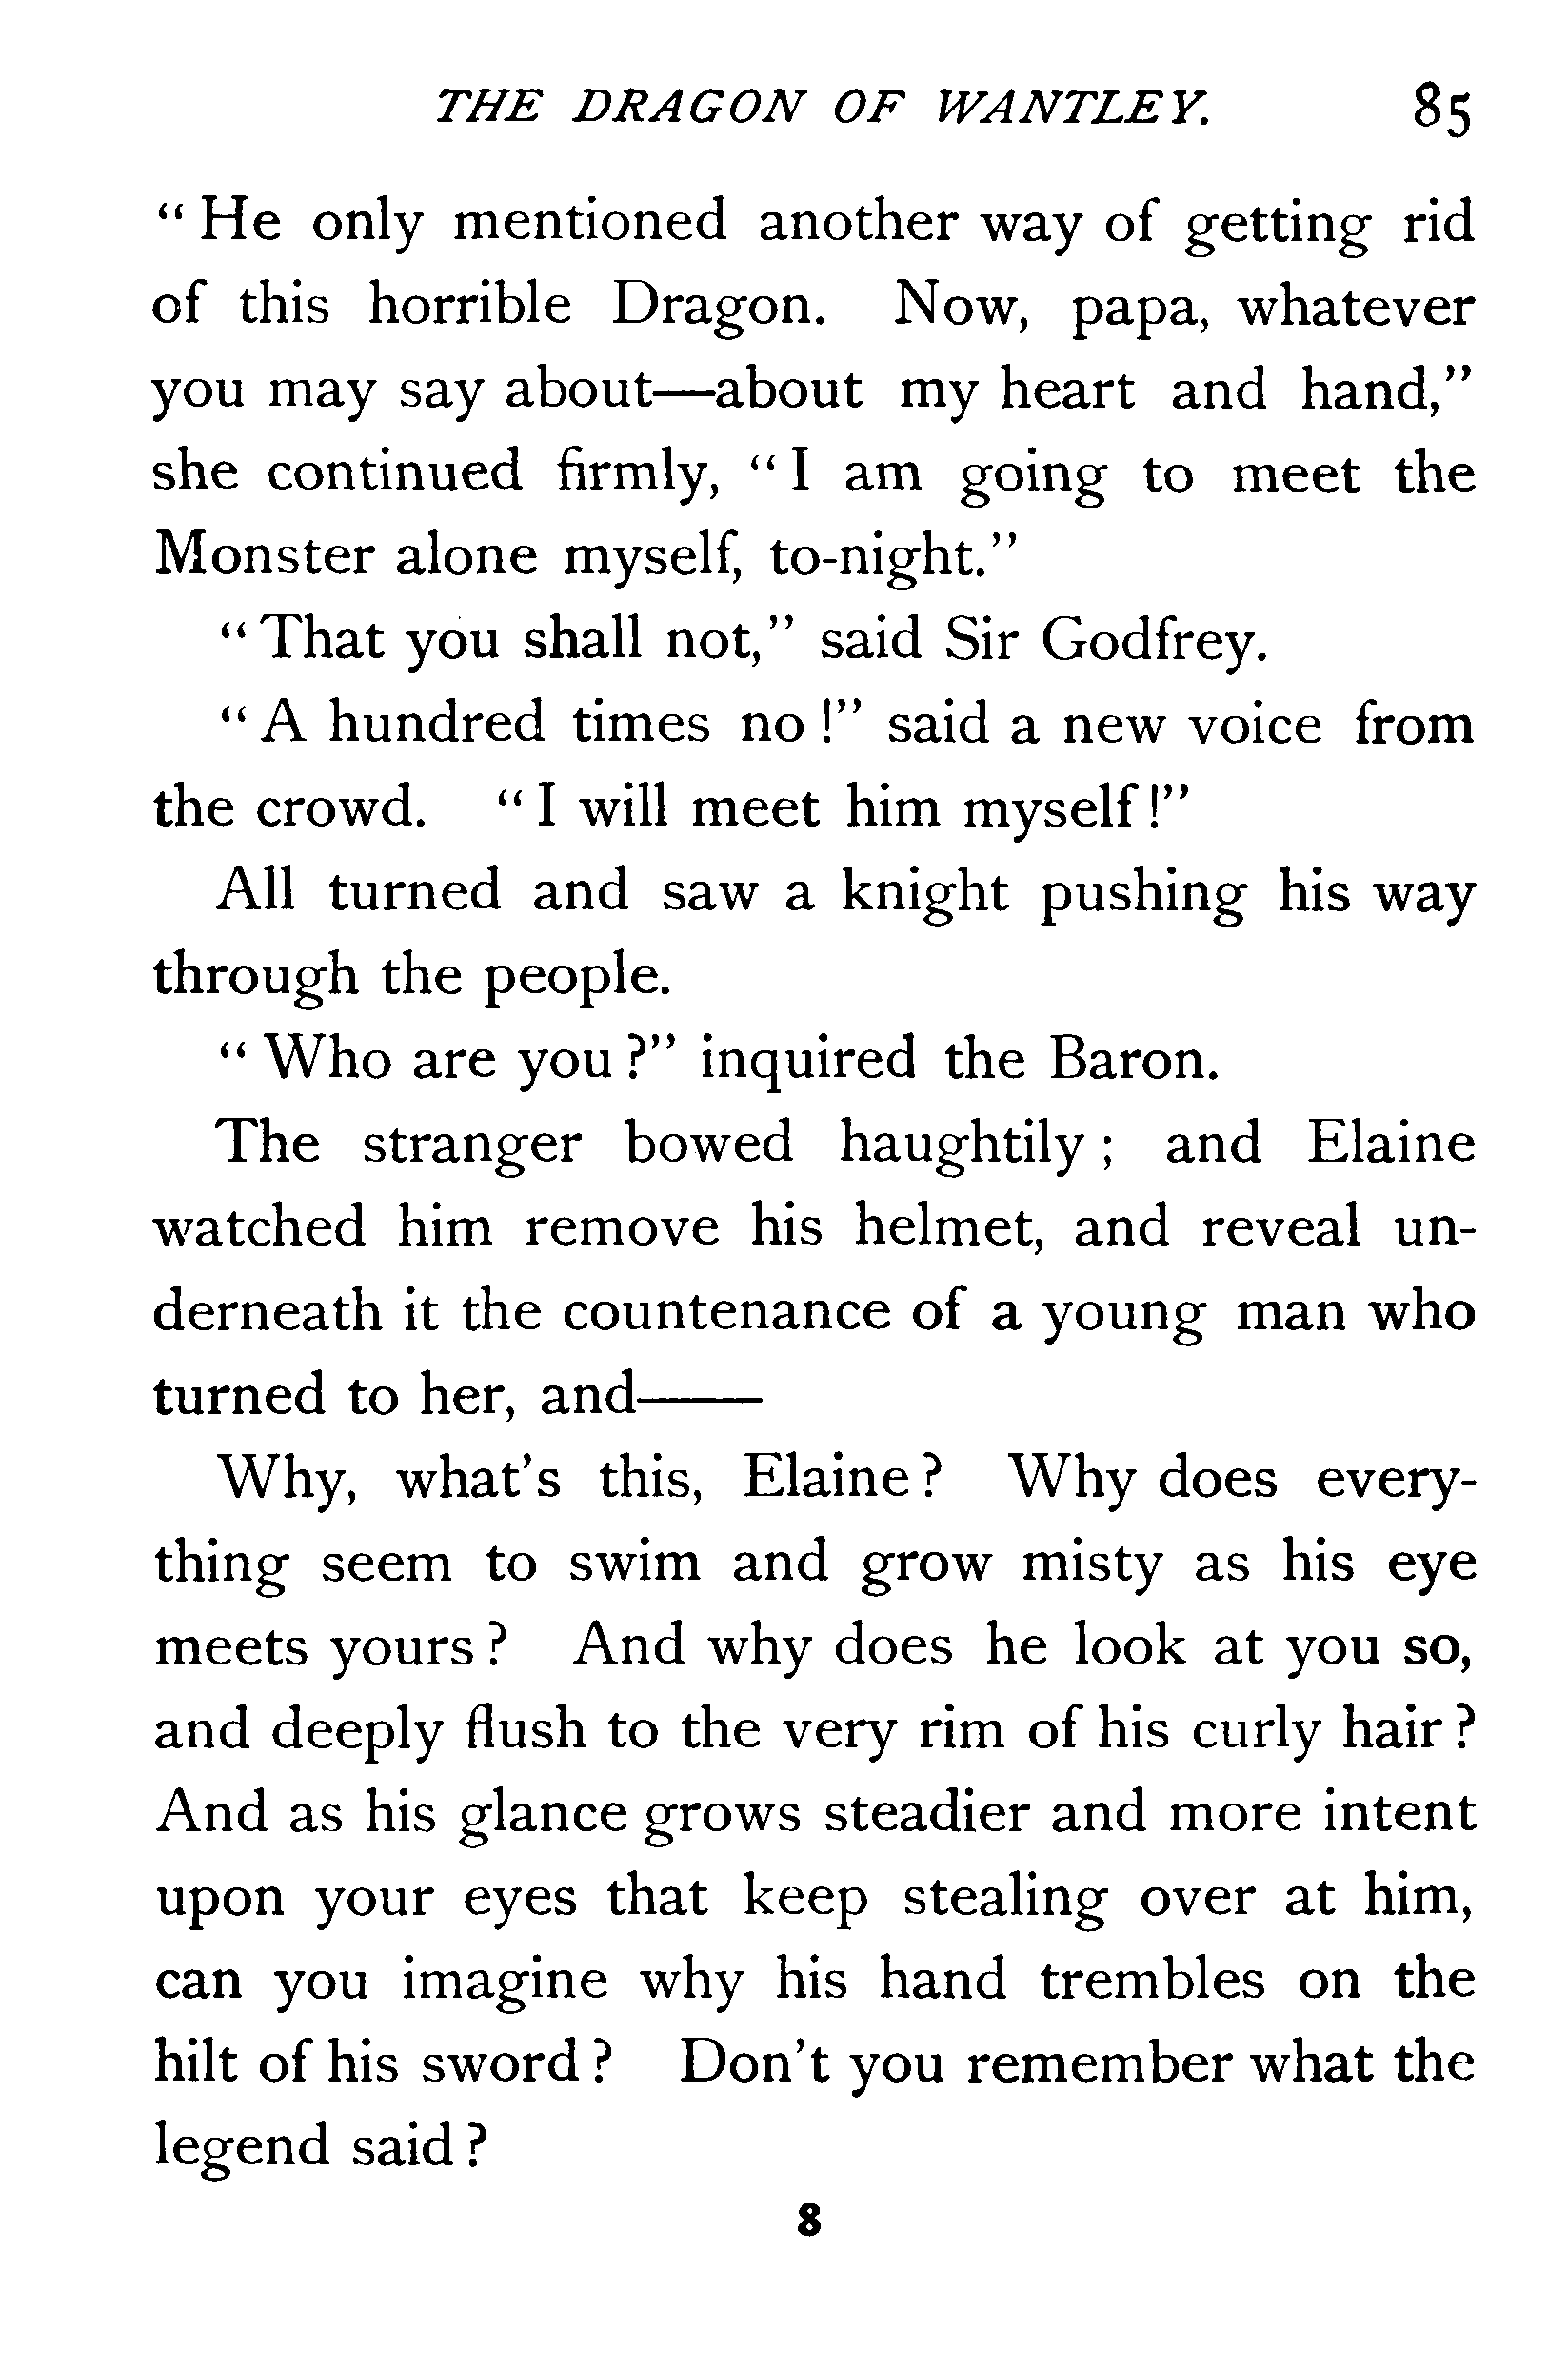 THE DRAGON OF WANTLEY. 85
“He only mentioned another way of getting rid
of this horrible Dragon. Now, papa, whatever
you may say about—about my heart and hand,”
she continued firmly, “I am going to meet the
Monster alone myself, to-night.”
“That you shall not,” said Sir Godfrey.
“A hundred times no!” said a new voice from
the crowd. “I will meet him myself!”
All turned and saw a knight pushing his way
through the people.
“Who are you?” inquired the Baron.
The stranger bowed haughtily; and Elaine
watched him remove his helmet, and reveal un-
derneath it the countenance of a young man who
turned to her, and——
Why, what’s this, Elaine? Why does every-
thing seem to swim and grow misty as his eye
meets yours? And why does he look at you so,
and deeply flush to the very rim of his curly hair?
And as his glance grows steadier and more intent
upon your eyes that keep stealing over at him,
can you imagine why his hand trembles on the
hilt of his sword? Don’t you remember what the
legend said?
8